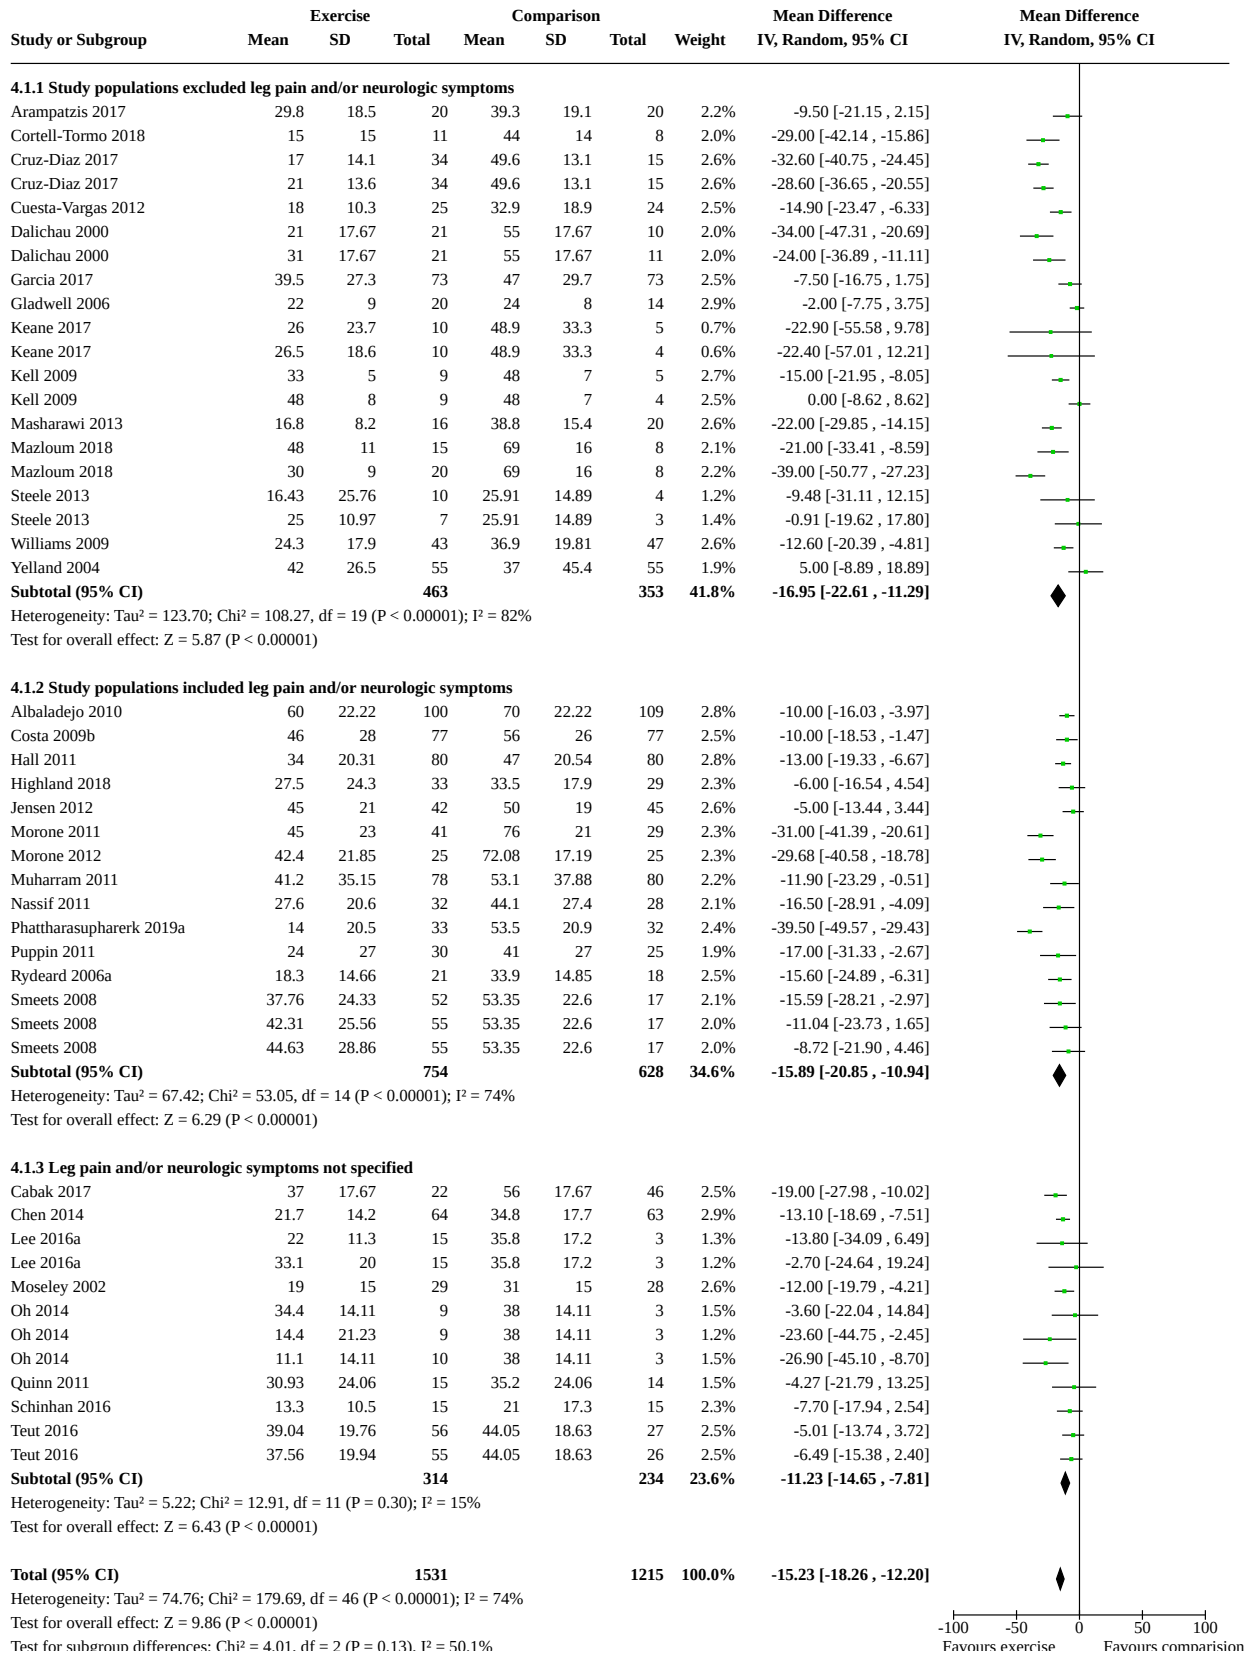 Exercise Comparison Mean Difference Mean Difference
Study or Subgroup Mean SD Total Mean SD Total Weight IV, Random, 95% CI IV, Random, 95% CI
4.1.1 Study populations excluded leg pain and/or neurologic symptoms
Arampatzis 2017 29.8 18.5 20 39.3 19.1 20 2.2% -9.50 [-21.15 , 2.15]
Cortell-Tormo 2018 15 15 11 44 14 8 2.0% -29.00 [-42.14 , -15.86]
Cruz-Diaz 2017 17 14.1 34 49.6 13.1 15 2.6% -32.60 [-40.75 , -24.45]
Cruz-Diaz 2017 21 13.6 34 49.6 13.1 15 2.6% -28.60 [-36.65 , -20.55]
Cuesta-Vargas 2012 18 10.3 25 32.9 18.9 24 2.5% -14.90 [-23.47 , -6.33]
Dalichau 2000 21 17.67 21 55 17.67 10 2.0% -34.00 [-47.31 , -20.69]
Dalichau 2000 31 17.67 21 55 17.67 11 2.0% -24.00 [-36.89 , -11.11]
Garcia 2017 39.5 27.3 73 47 29.7 73 2.5% -7.50 [-16.75 , 1.75]
Gladwell 2006 22 9 20 24 8 14 2.9% -2.00 [-7.75 , 3.75]
Keane 2017 26 23.7 10 48.9 33.3 5 0.7% -22.90 [-55.58 , 9.78]
Keane 2017 26.5 18.6 10 48.9 33.3 4 0.6% -22.40 [-57.01 , 12.21]
Kell 2009 33 5 9 48 7 5 2.7% -15.00 [-21.95 , -8.05]
Kell 2009 48 8 9 48 7 4 2.5% 0.00 [-8.62 , 8.62]
Masharawi 2013 16.8 8.2 16 38.8 15.4 20 2.6% -22.00 [-29.85 , -14.15]
Mazloum 2018 48 11 15 69 16 8 2.1% -21.00 [-33.41 , -8.59]
Mazloum 2018 30 9 20 69 16 8 2.2% -39.00 [-50.77 , -27.23]
Steele 2013 16.43 25.76 10 25.91 14.89 4 1.2% -9.48 [-31.11 , 12.15]
Steele 2013 25 10.97 7 25.91 14.89 3 1.4% -0.91 [-19.62 , 17.80]
Williams 2009 24.3 17.9 43 36.9 19.81 47 2.6% -12.60 [-20.39 , -4.81]
Yelland 2004 42 26.5 55 37 45.4 55 1.9% 5.00 [-8.89 , 18.89]
Subtotal (95% CI) 463 353 41.8% -16.95 [-22.61 , -11.29]
Heterogeneity: Tau² = 123.70; Chi² = 108.27, df = 19 (P < 0.00001); I² = 82%
Test for overall effect: Z = 5.87 (P < 0.00001)
4.1.2 Study populations included leg pain and/or neurologic symptoms
Albaladejo 2010 60 22.22 100 70 22.22 109 2.8% -10.00 [-16.03 , -3.97]
Costa 2009b 46 28 77 56 26 77 2.5% -10.00 [-18.53 , -1.47]
Hall 2011 34 20.31 80 47 20.54 80 2.8% -13.00 [-19.33 , -6.67]
Highland 2018 27.5 24.3 33 33.5 17.9 29 2.3% -6.00 [-16.54 , 4.54]
Jensen 2012 45 21 42 50 19 45 2.6% -5.00 [-13.44 , 3.44]
Morone 2011 45 23 41 76 21 29 2.3% -31.00 [-41.39 , -20.61]
Morone 2012 42.4 21.85 25 72.08 17.19 25 2.3% -29.68 [-40.58 , -18.78]
Muharram 2011 41.2 35.15 78 53.1 37.88 80 2.2% -11.90 [-23.29 , -0.51]
Nassif 2011 27.6 20.6 32 44.1 27.4 28 2.1% -16.50 [-28.91 , -4.09]
Phattharasupharerk 2019a 14 20.5 33 53.5 20.9 32 2.4% -39.50 [-49.57 , -29.43]
Puppin 2011 24 27 30 41 27 25 1.9% -17.00 [-31.33 , -2.67]
Rydeard 2006a 18.3 14.66 21 33.9 14.85 18 2.5% -15.60 [-24.89 , -6.31]
Smeets 2008 37.76 24.33 52 53.35 22.6 17 2.1% -15.59 [-28.21 , -2.97]
Smeets 2008 42.31 25.56 55 53.35 22.6 17 2.0% -11.04 [-23.73 , 1.65]
Smeets 2008 44.63 28.86 55 53.35 22.6 17 2.0% -8.72 [-21.90 , 4.46]
Subtotal (95% CI) 754 628 34.6% -15.89 [-20.85 , -10.94]
Heterogeneity: Tau² = 67.42; Chi² = 53.05, df = 14 (P < 0.00001); I² = 74%
Test for overall effect: Z = 6.29 (P < 0.00001)
4.1.3 Leg pain and/or neurologic symptoms not specified
Cabak 2017 37 17.67 22 56 17.67 46 2.5% -19.00 [-27.98 , -10.02]
Chen 2014 21.7 14.2 64 34.8 17.7 63 2.9% -13.10 [-18.69 , -7.51]
Lee 2016a 22 11.3 15 35.8 17.2 3 1.3% -13.80 [-34.09 , 6.49]
Lee 2016a 33.1 20 15 35.8 17.2 3 1.2% -2.70 [-24.64 , 19.24]
Moseley 2002 19 15 29 31 15 28 2.6% -12.00 [-19.79 , -4.21]
Oh 2014 34.4 14.11 9 38 14.11 3 1.5% -3.60 [-22.04 , 14.84]
Oh 2014 14.4 21.23 9 38 14.11 3 1.2% -23.60 [-44.75 , -2.45]
Oh 2014 11.1 14.11 10 38 14.11 3 1.5% -26.90 [-45.10 , -8.70]
Quinn 2011 30.93 24.06 15 35.2 24.06 14 1.5% -4.27 [-21.79 , 13.25]
Schinhan 2016 13.3 10.5 15 21 17.3 15 2.3% -7.70 [-17.94 , 2.54]
Teut 2016 39.04 19.76 56 44.05 18.63 27 2.5% -5.01 [-13.74 , 3.72]
Teut 2016 37.56 19.94 55 44.05 18.63 26 2.5% -6.49 [-15.38 , 2.40]
Subtotal (95% CI) 314 234 23.6% -11.23 [-14.65 , -7.81]
Heterogeneity: Tau² = 5.22; Chi² = 12.91, df = 11 (P = 0.30); I² = 15%
Test for overall effect: Z = 6.43 (P < 0.00001)
Total (95% CI) 1531 1215 100.0% -15.23 [-18.26 , -12.20]
Heterogeneity: Tau² = 74.76; Chi² = 179.69, df = 46 (P < 0.00001); I² = 74%
Test for overall effect: Z = 9.86 (P < 0.00001)
-100 -50 0 50 100
Test for subgroup differences: Chi² = 4.01, df = 2 (P = 0.13), I² = 50.1%
Favours exercise Favours comparision